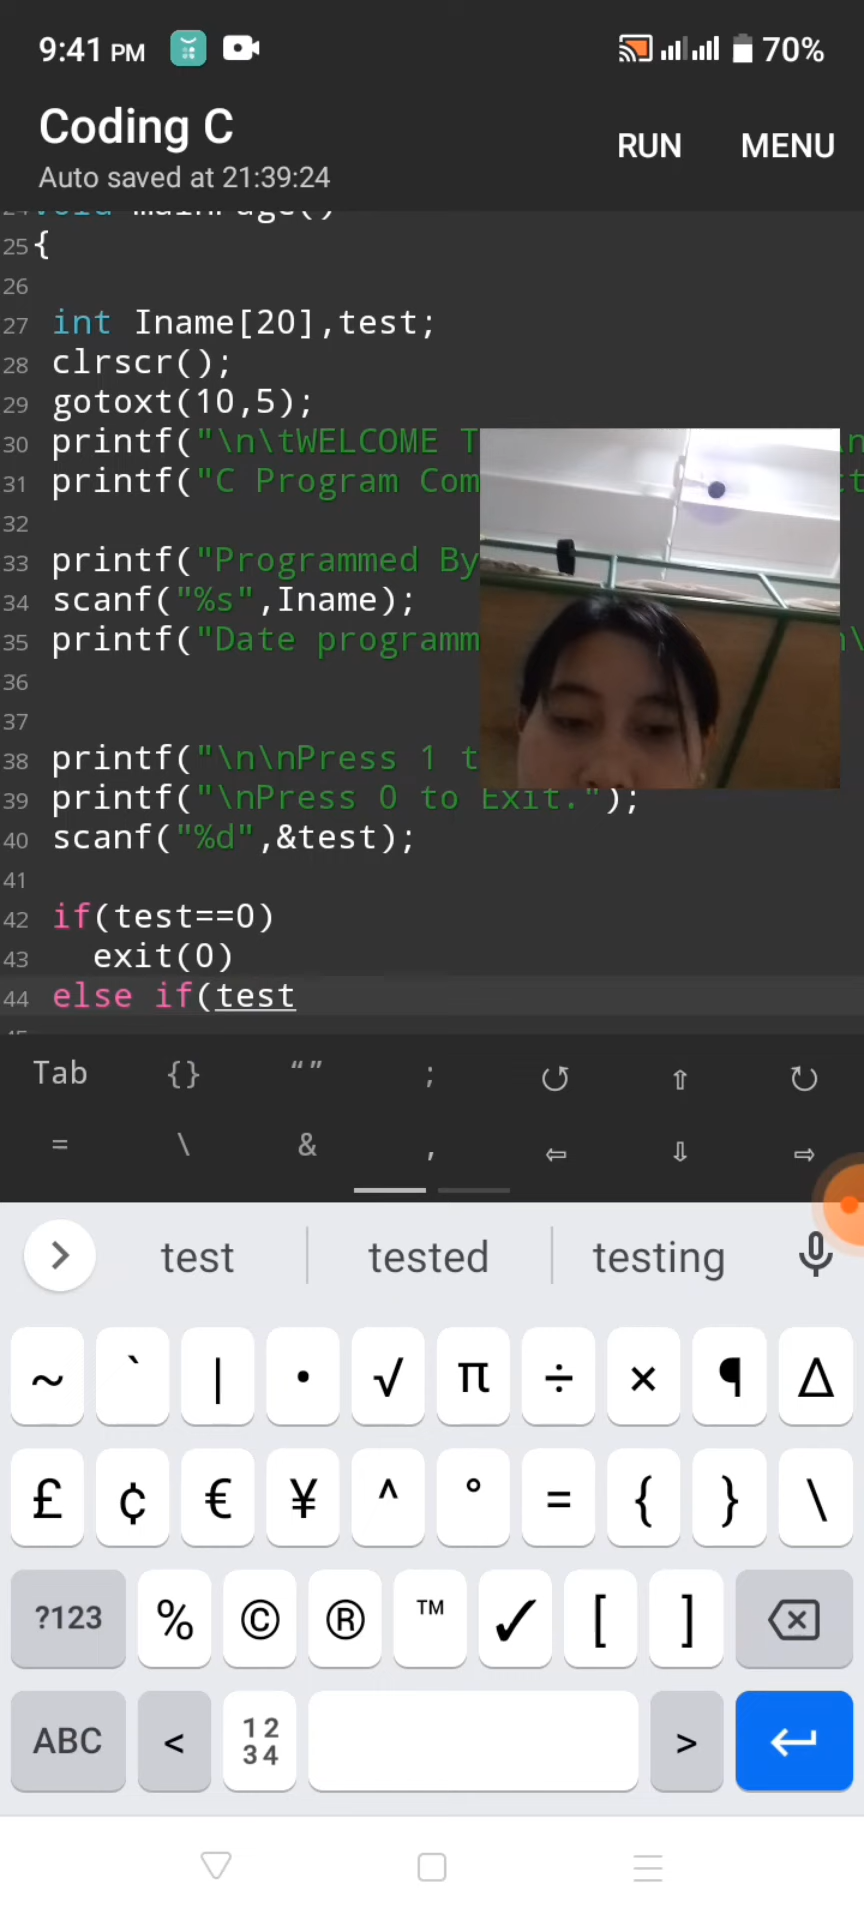 9:41 PM 70%
Coding C
RUN MENU
Auto saved at 21:39:24
24 void mainPage()
25 {
26
27 int Iname[20],test;
28 clrscr();
29 gotoxt(10,5);
30 printf("\n\tWELCOME T
31 printf("C Program Com
32
33 printf("Programmed By
34 scanf("%s",Iname);
35 printf("Date programm
36
37
38 printf("\n\nPress 1 t
39 printf("\nPress 0 to Exit.");
40 scanf("%d",&test);
41
42 if(test==0)
43 exit(0)
44 else if(test
Tab {} “” ;
= \ & ,
test tested testing
~ ` | • √ π ÷ × ¶ Δ
£ ¢ € ¥ ^ ° = { } \
?123 % © ® ™ ✓ [ ]
ABC < 12 34 >